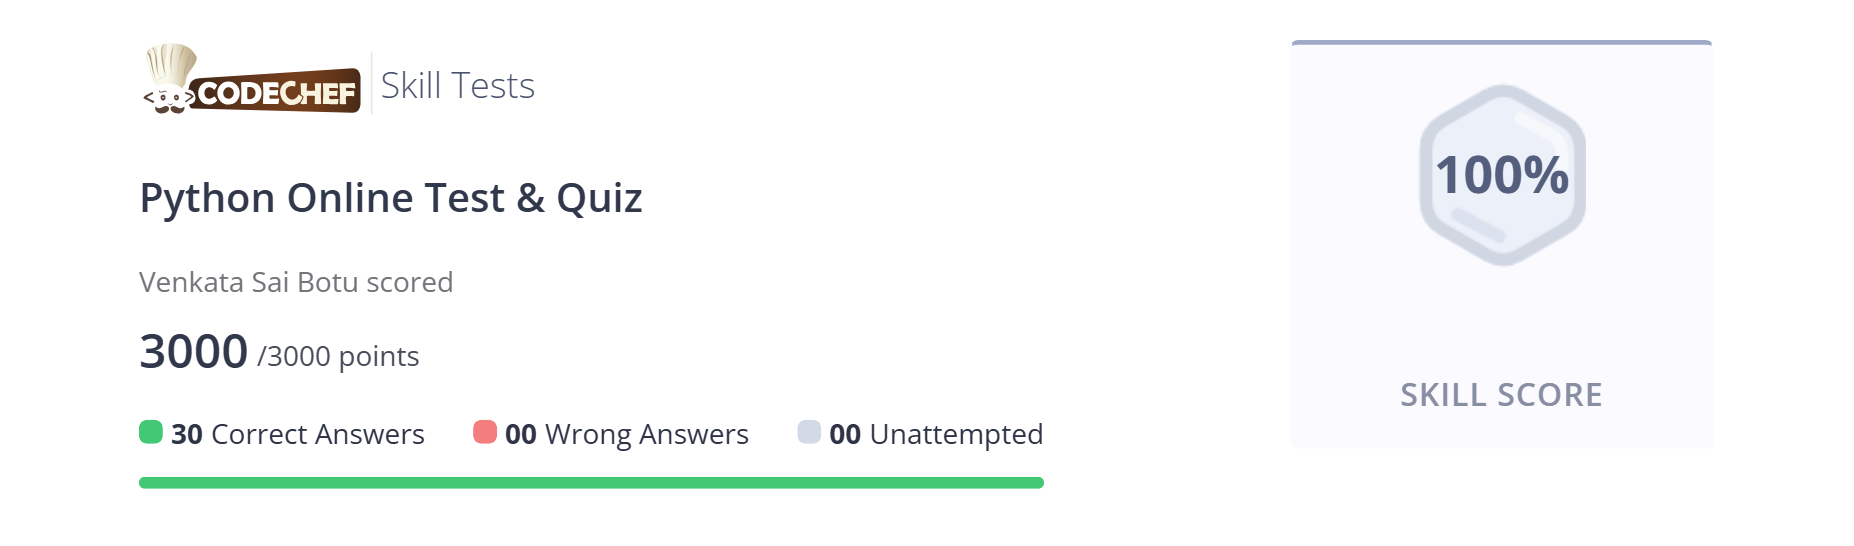 CODECHEF Skill Tests
Python Online Test & Quiz
Venkata Sai Botu scored
3000 /3000 points
30 Correct Answers 00 Wrong Answers 00 Unattempted
100%
SKILL SCORE